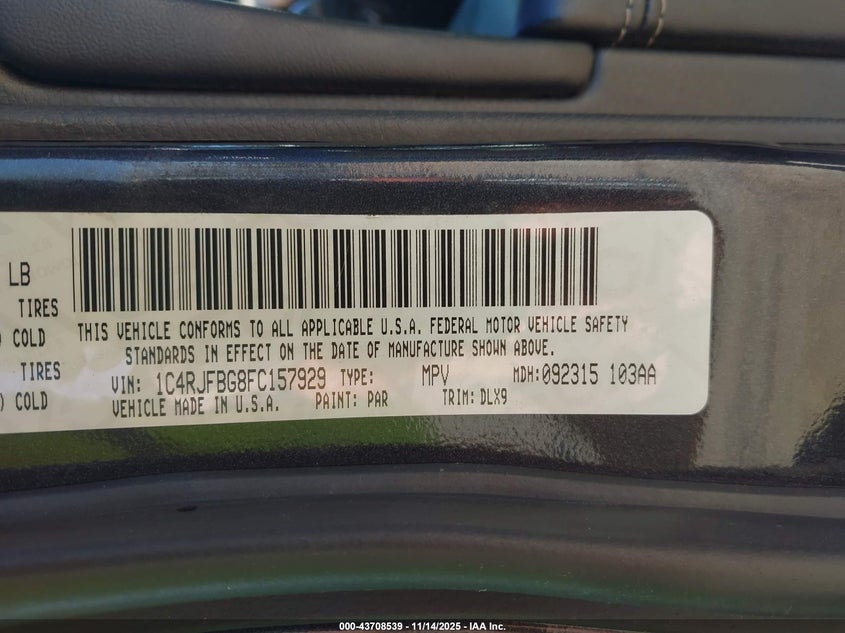 LB
TIRES
) COLD
TIRES
) COLD
THIS VEHICLE CONFORMS TO ALL APPLICABLE U.S.A. FEDERAL MOTOR VEHICLE SAFETY
STANDARDS IN EFFECT ON THE DATE OF MANUFACTURE SHOWN ABOVE.
VIN: 1C4RJFBG8FC157929 TYPE: MPV MDH:092315 103AA
VEHICLE MADE IN U.S.A. PAINT: PAR TRIM: DLX9
000-43708539 - 11/14/2025 - IAA Inc.